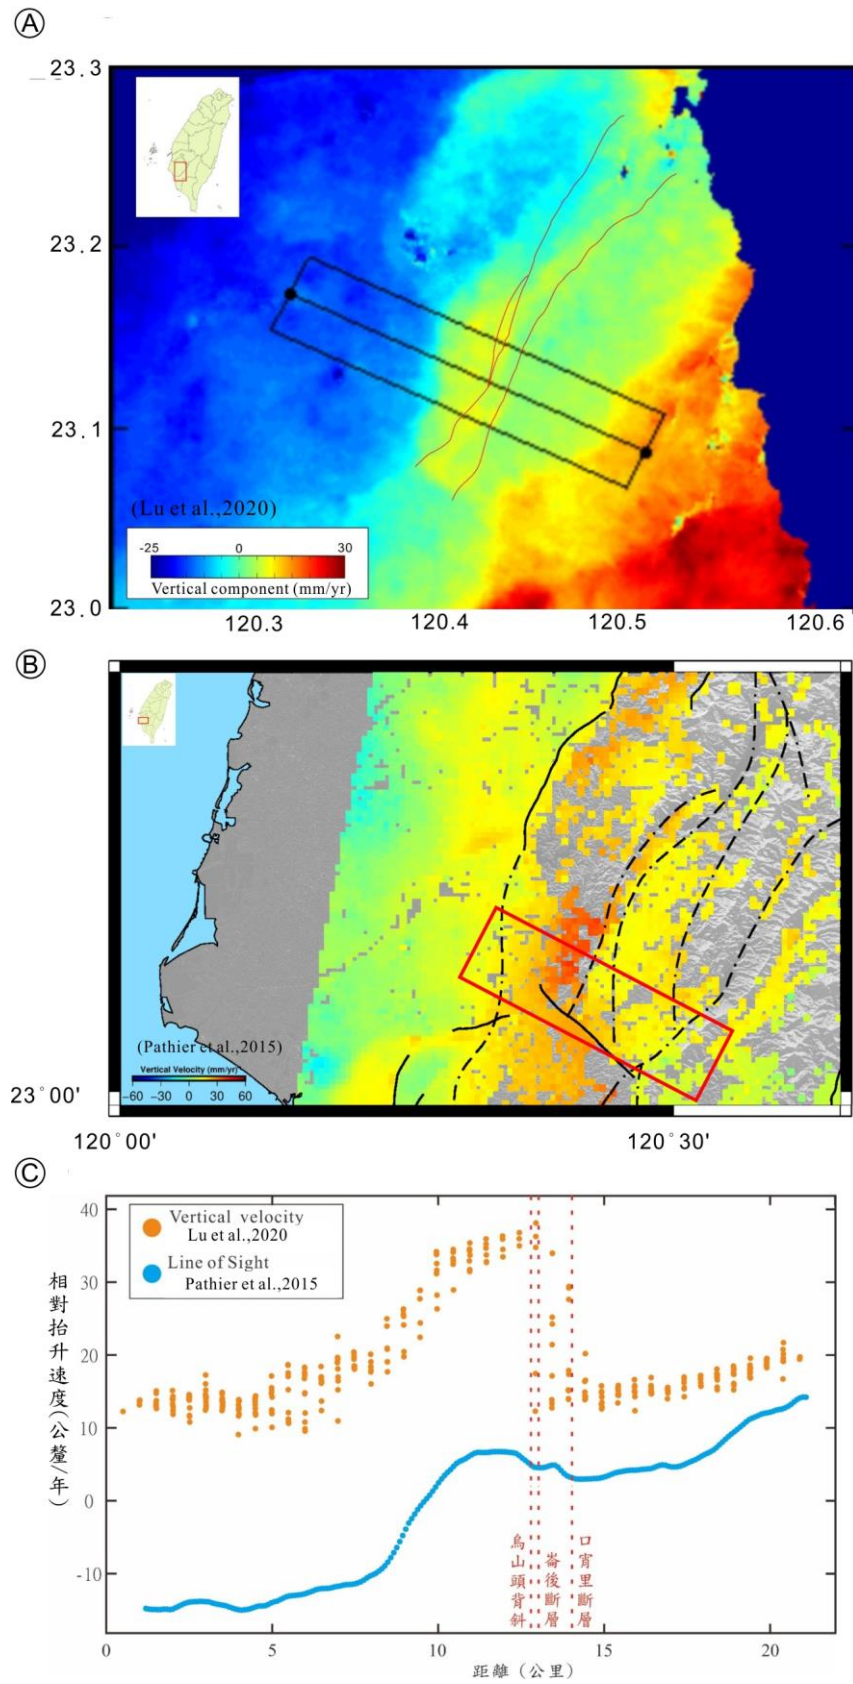 A
23.3
23.2
23.1
23.0
(Lu et al.,2020)
-25 0 30
Vertical component (mm/yr)
120.3 120.4 120.5 120.6
B
(Pathier et al.,2015)
Vertical Velocity (mm/yr)
-60 -30 0 30 60
23°00'
120°00' 120°30'
C
40
30
20
10
0
-10
Vertical velocity
Lu et al.,2020
Line of Sight
Pathier et al.,2015
相對抬升速度(公釐/年)
烏山頭背斜
崙後斷層
口宵里斷層
0 5 10 15 20
距離 (公里)